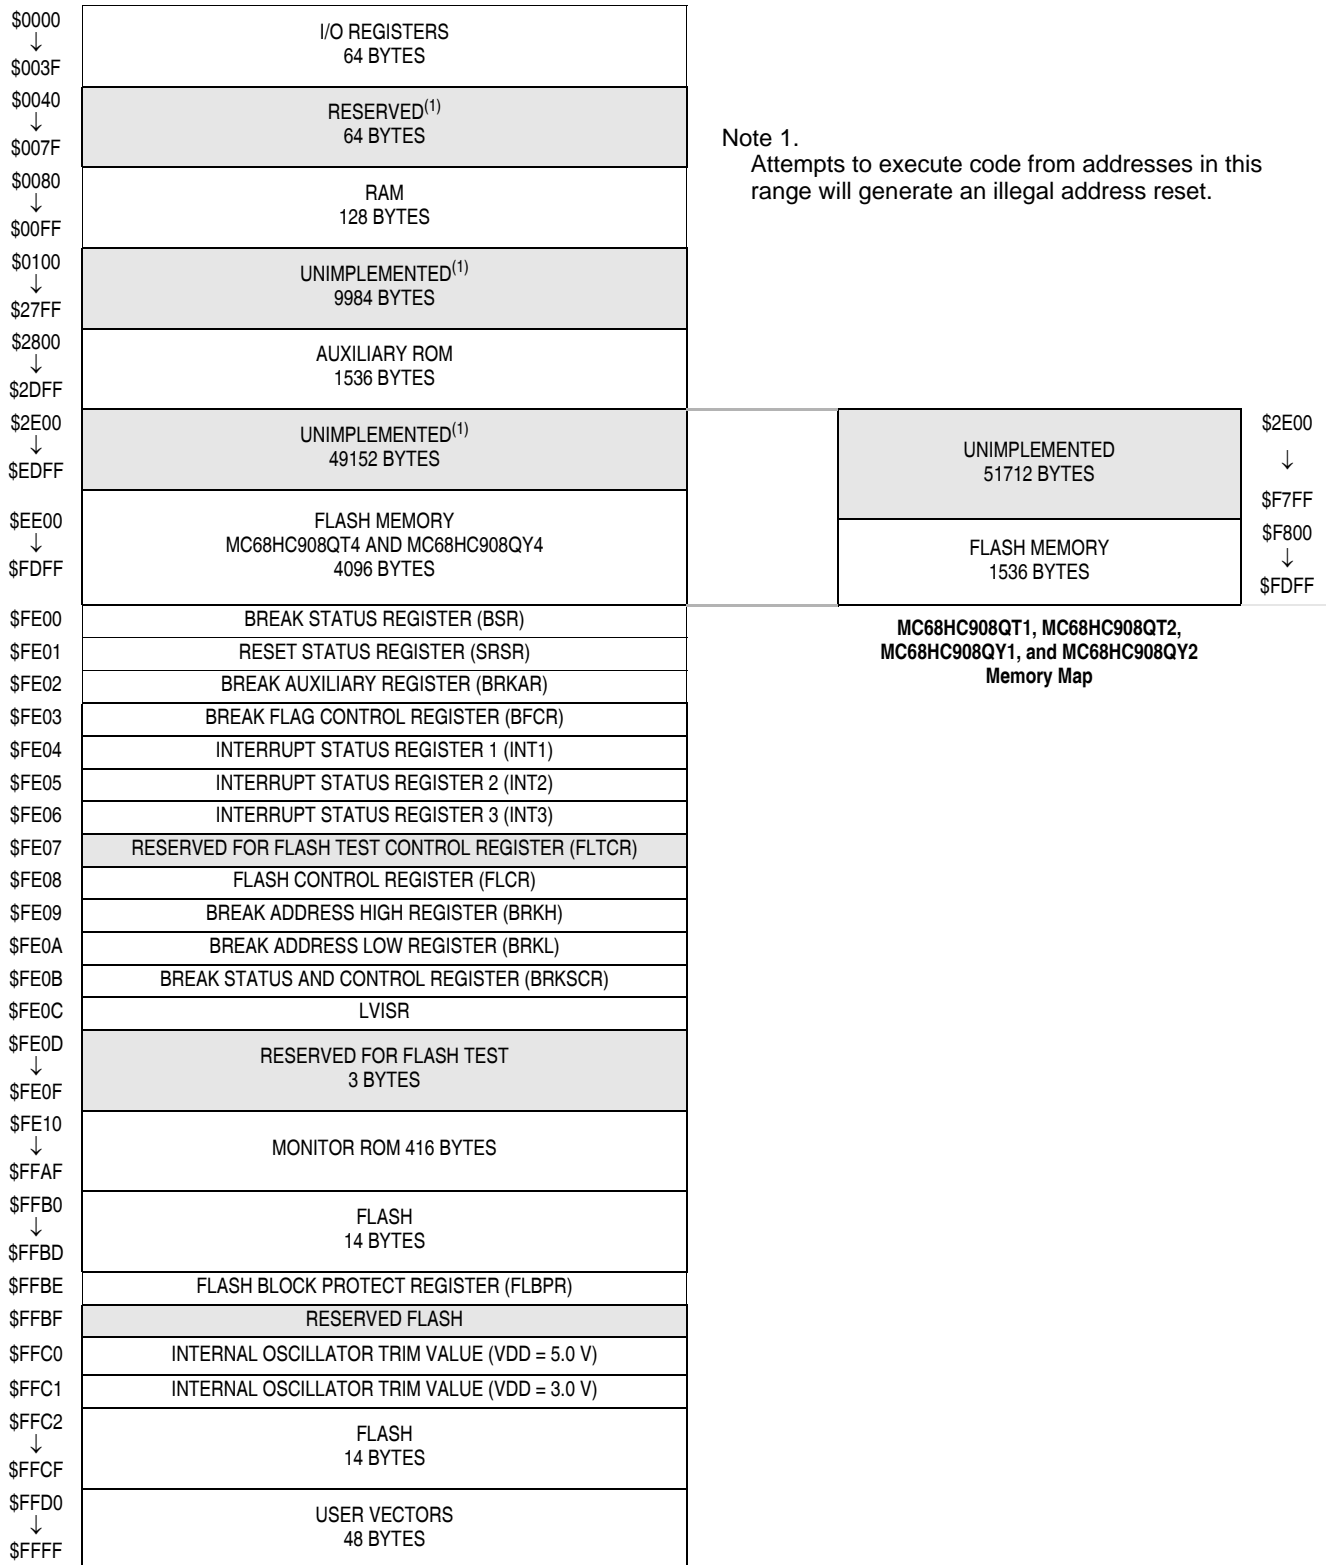 $0000
↓
$003F
I/O REGISTERS
64 BYTES
$0040
↓
$007F
RESERVED(1)
64 BYTES
Note 1.
Attempts to execute code from addresses in this
range will generate an illegal address reset.
$0080
↓
$00FF
RAM
128 BYTES
$0100
↓
$27FF
UNIMPLEMENTED(1)
9984 BYTES
$2800
↓
$2DFF
AUXILIARY ROM
1536 BYTES
$2E00
↓
$EDFF
UNIMPLEMENTED(1)
49152 BYTES
UNIMPLEMENTED
51712 BYTES
$2E00
↓
$F7FF
$EE00
↓
$FDFF
FLASH MEMORY
MC68HC908QT4 AND MC68HC908QY4
4096 BYTES
FLASH MEMORY
1536 BYTES
$F800
↓
$FDFF
MC68HC908QT1, MC68HC908QT2,
MC68HC908QY1, and MC68HC908QY2
Memory Map
$FE00 BREAK STATUS REGISTER (BSR)
$FE01 RESET STATUS REGISTER (SRSR)
$FE02 BREAK AUXILIARY REGISTER (BRKAR)
$FE03 BREAK FLAG CONTROL REGISTER (BFCR)
$FE04 INTERRUPT STATUS REGISTER 1 (INT1)
$FE05 INTERRUPT STATUS REGISTER 2 (INT2)
$FE06 INTERRUPT STATUS REGISTER 3 (INT3)
$FE07 RESERVED FOR FLASH TEST CONTROL REGISTER (FLTCR)
$FE08 FLASH CONTROL REGISTER (FLCR)
$FE09 BREAK ADDRESS HIGH REGISTER (BRKH)
$FE0A BREAK ADDRESS LOW REGISTER (BRKL)
$FE0B BREAK STATUS AND CONTROL REGISTER (BRKSCR)
$FE0C LVISR
$FE0D
↓
$FE0F
RESERVED FOR FLASH TEST
3 BYTES
$FE10
↓
$FFAF
MONITOR ROM 416 BYTES
$FFB0
↓
$FFBD
FLASH
14 BYTES
$FFBE FLASH BLOCK PROTECT REGISTER (FLBPR)
$FFBF RESERVED FLASH
$FFC0 INTERNAL OSCILLATOR TRIM VALUE (VDD = 5.0 V)
$FFC1 INTERNAL OSCILLATOR TRIM VALUE (VDD = 3.0 V)
$FFC2
↓
$FFCF
FLASH
14 BYTES
$FFD0
↓
$FFFF
USER VECTORS
48 BYTES